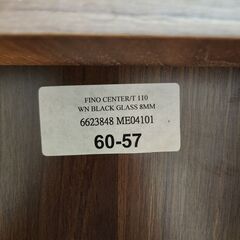 FINO CENTER/T 110
WN BLACK GLASS 8MM
6623848 ME04101
60-57